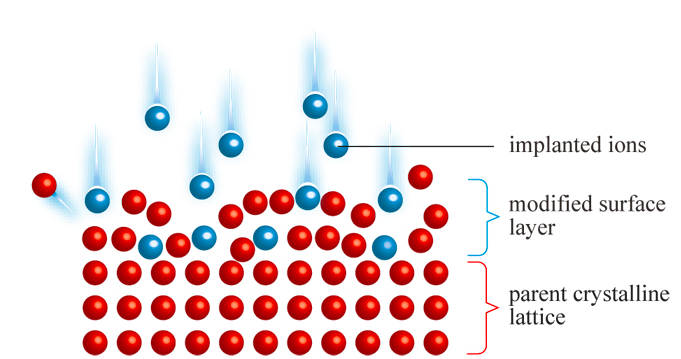 implanted ions
modified surface
layer
parent crystalline
lattice